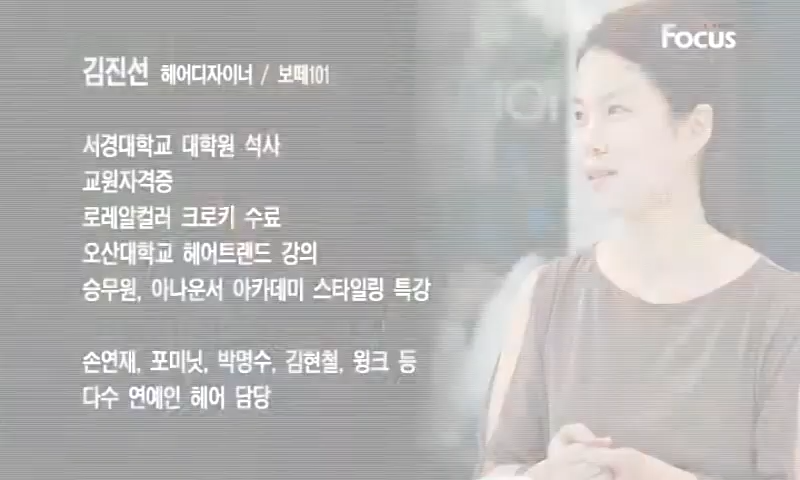 Focus
김진선 헤어디자이너 / 보떼101
서경대학교 대학원 석사
교원자격증
로레알컬러 크로키 수료
오산대학교 헤어트렌드 강의
승무원, 아나운서 아카데미 스타일링 특강
손연재, 포미닛, 박명수, 김현철, 윙크 등
다수 연예인 헤어 담당